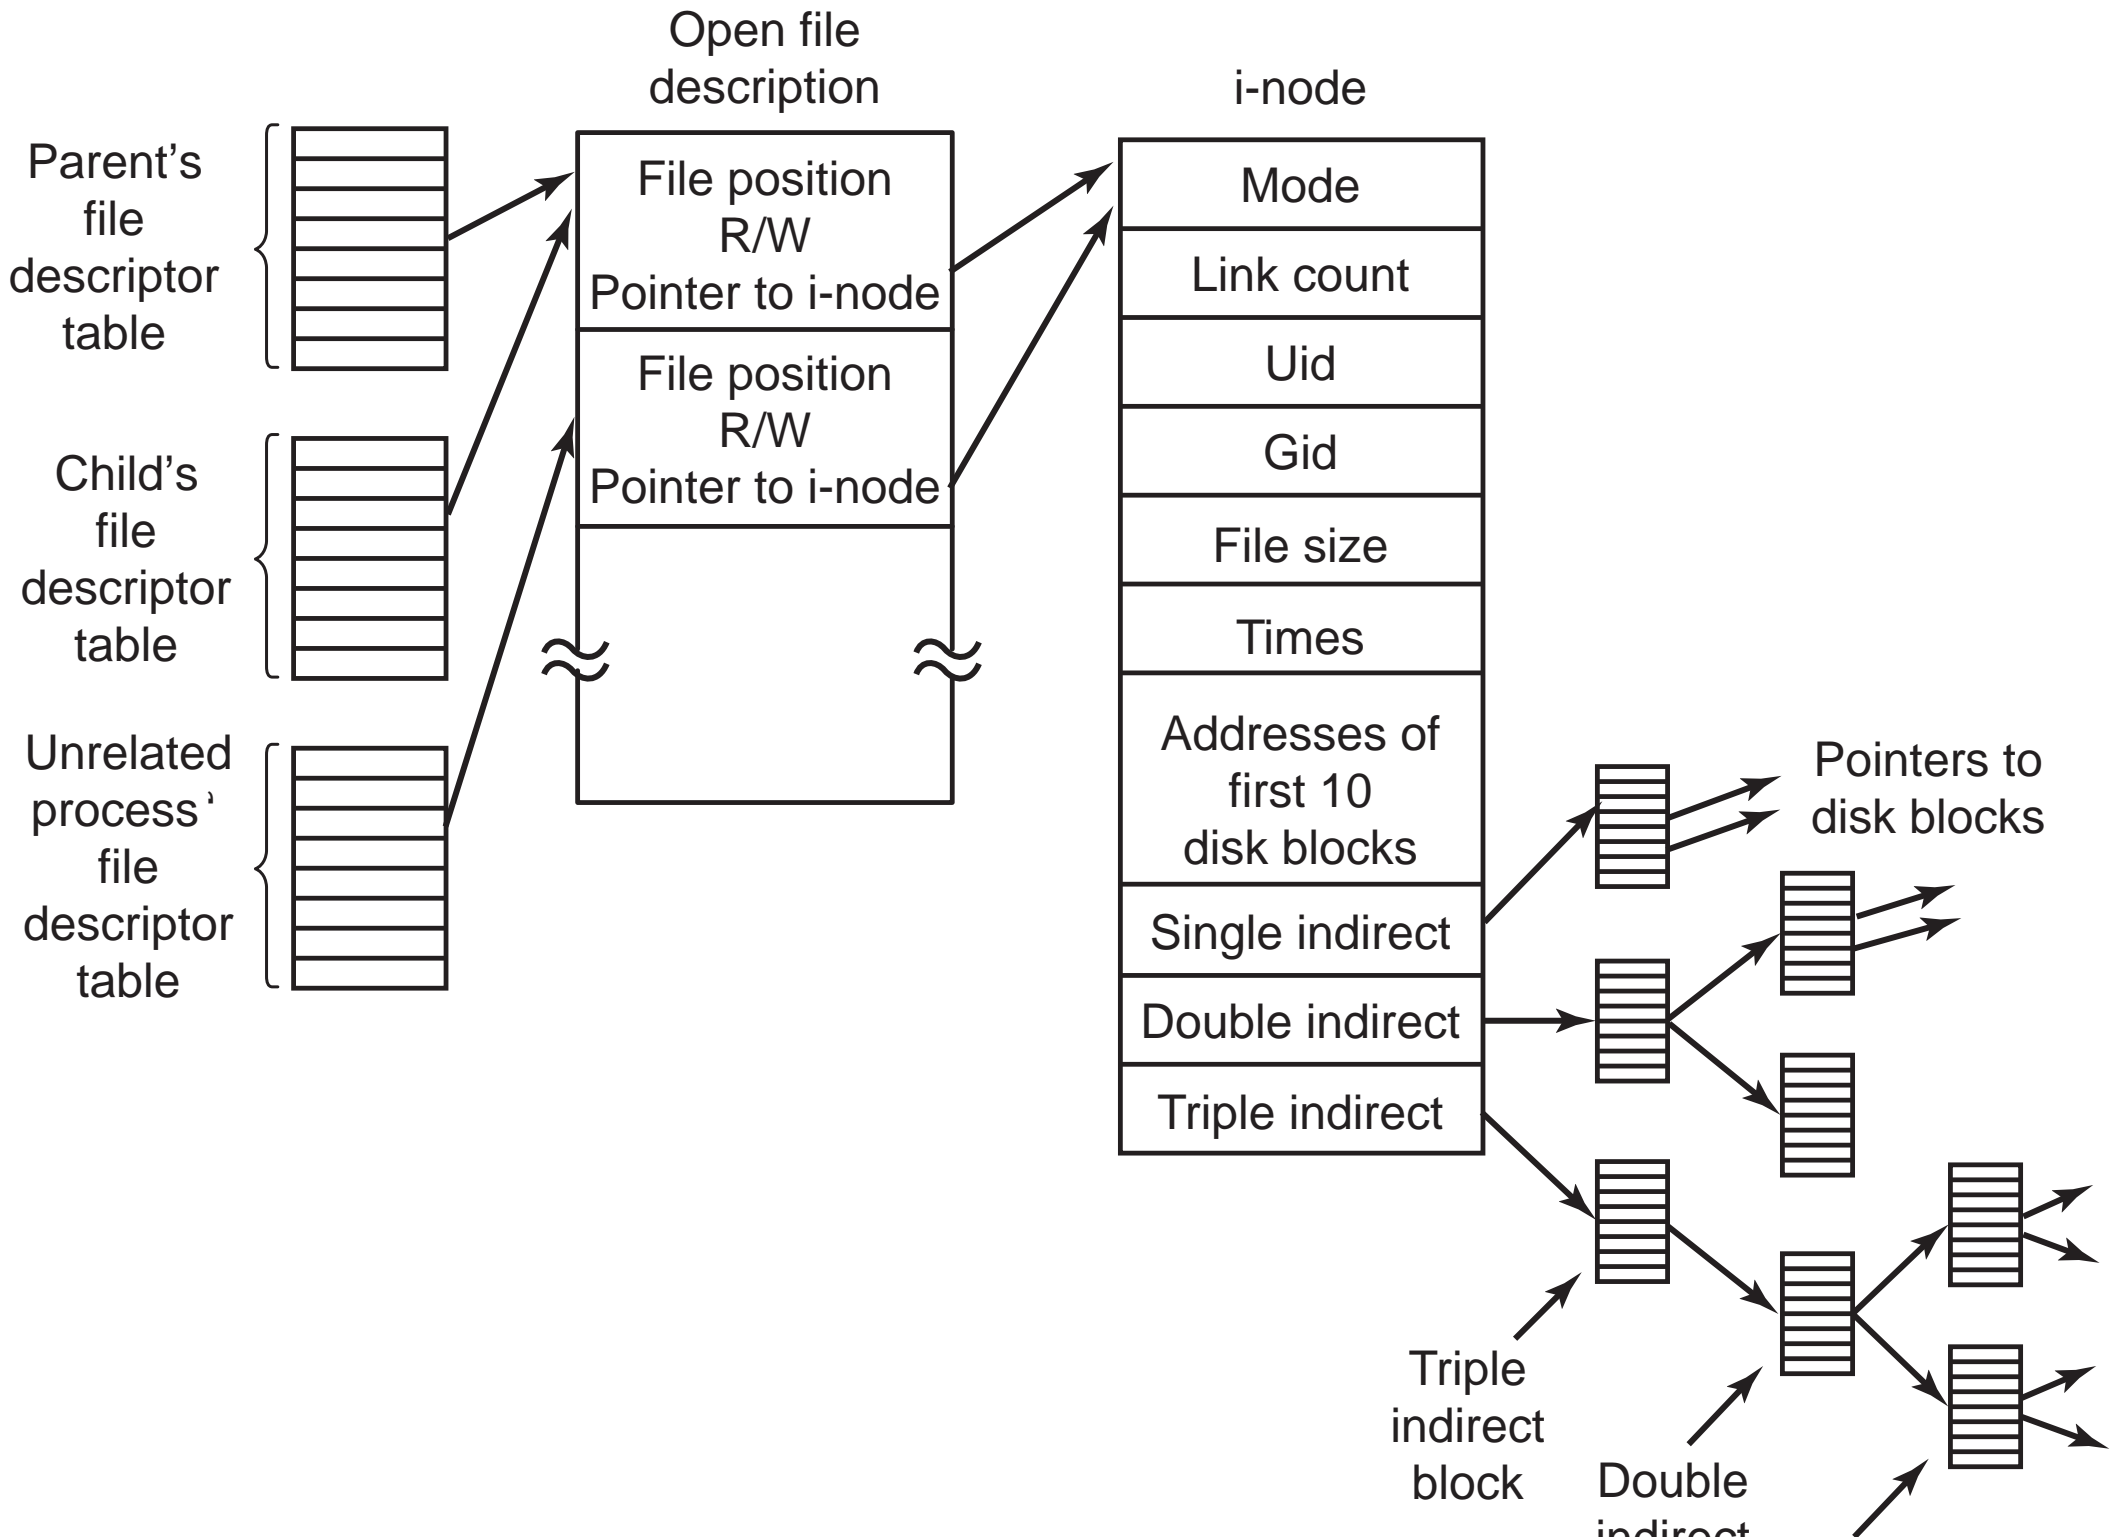 Open file
description
i-node
Parent's
file
descriptor
table
File position
R/W
Pointer to i-node
File position
R/W
Pointer to i-node
Child's
file
descriptor
table
Unrelated
process'
file
descriptor
table
Mode
Link count
Uid
Gid
File size
Times
Addresses of
first 10
disk blocks
Single indirect
Double indirect
Triple indirect
Pointers to
disk blocks
Triple
indirect
block
Double
indirect